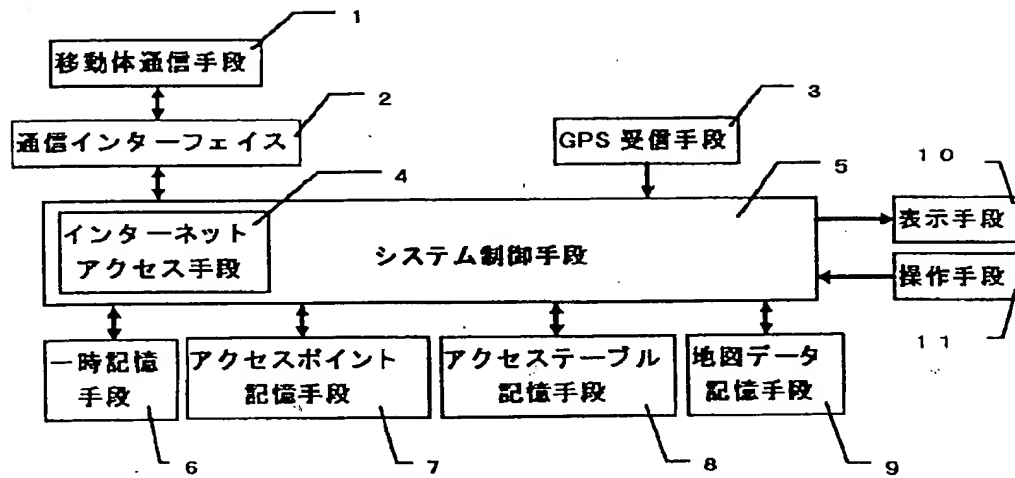 1
移動体通信手段
2
通信インターフェイス
3
GPS 受信手段
4
5
10
インターネット
アクセス手段
システム制御手段
表示手段
操作手段
11
一時記憶
手段
アクセスポイント
記憶手段
アクセステーブル
記憶手段
地図データ
記憶手段
6
7
8
9